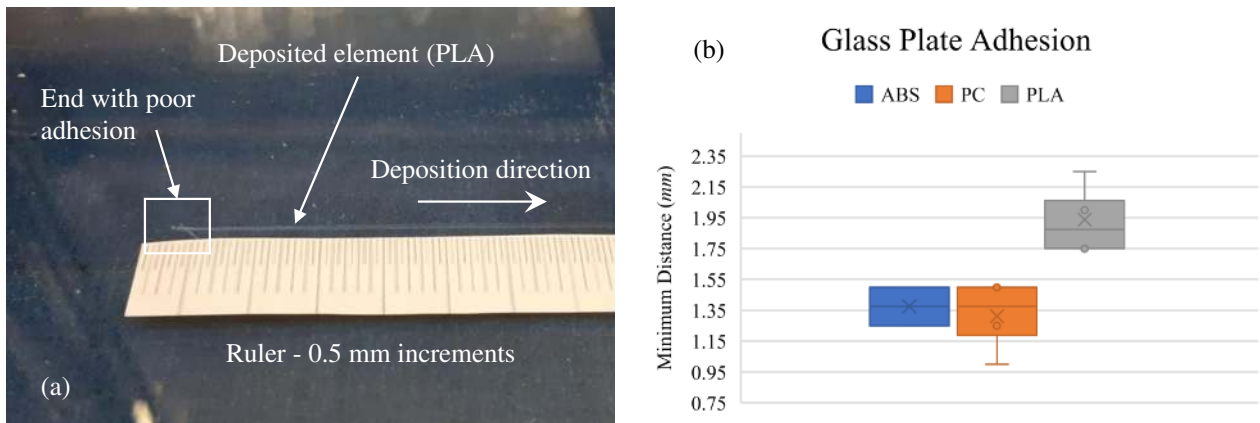 Deposited element (PLA)
End with poor
adhesion
Deposition direction
Ruler - 0.5 mm increments
(a)
(b)
Glass Plate Adhesion
ABS PC PLA
Minimum Distance (mm)
2.35
2.15
1.95
1.75
1.55
1.35
1.15
0.95
0.75